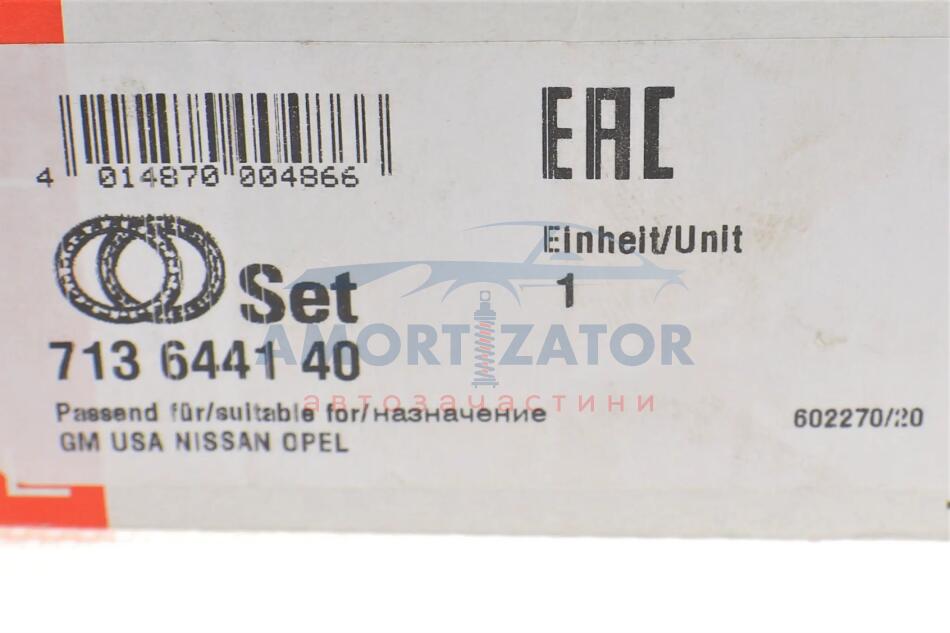 EAC
4 014870 004866
Einheit/Unit
1
Set
713 6441 40
AMORTIZATOR
автозачастини
Passend für/suitable for/назначение
602270/20
GM USA NISSAN OPEL